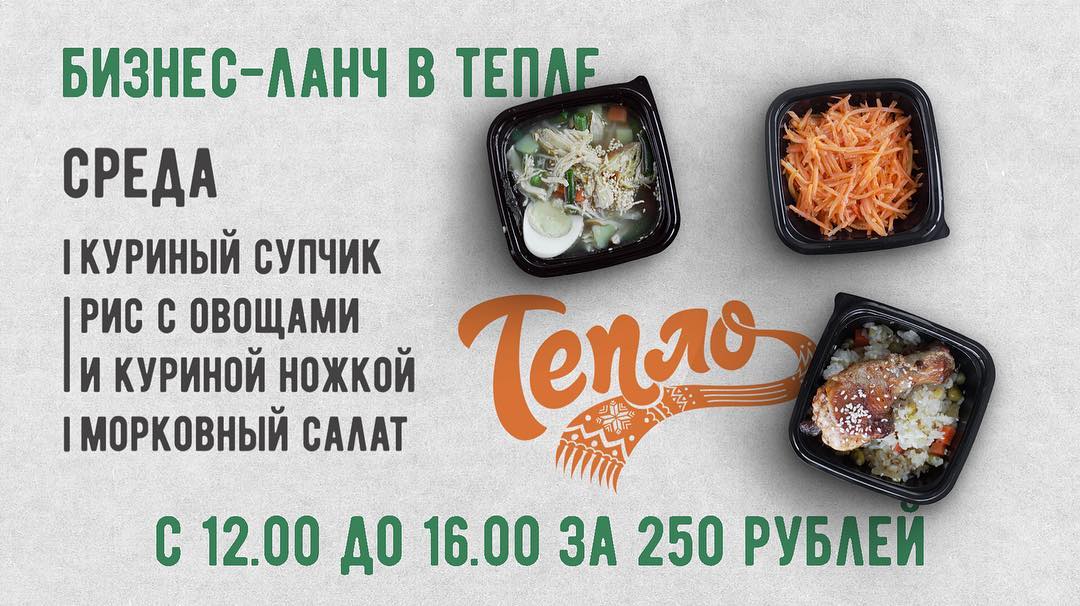 БИЗНЕС-ЛАНЧ В ТЕПЛЕ
СРЕДА
КУРИНЫЙ СУПЧИК
РИС С ОВОЩАМИ
И КУРИНОЙ НОЖКОЙ
МОРКОВНЫЙ САЛАТ
Тепло
С 12.00 ДО 16.00 ЗА 250 РУБЛЕЙ